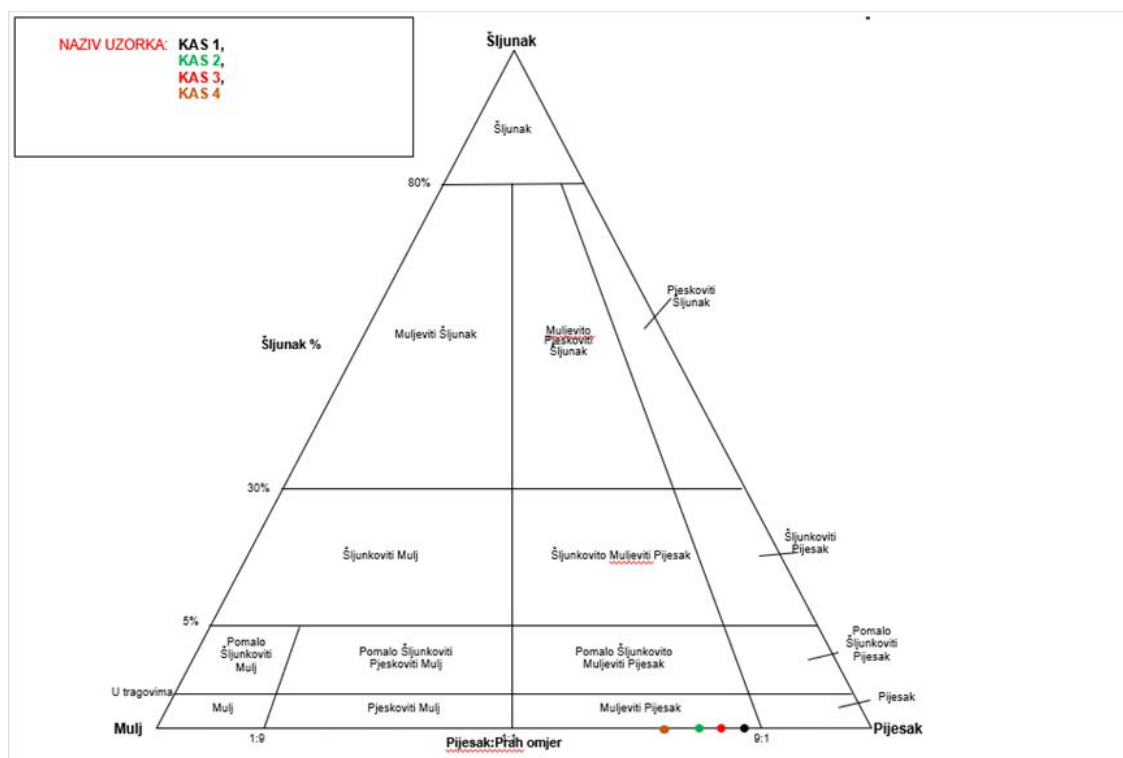 NAZIV UZORKA: KAS 1,
KAS 2,
KAS 3,
KAS 4
Šljunak
Šljunak
80%
Pjeskoviti
Šljunak
Muljeviti Šljunak
Muljevito
Pjeskoviti
Šljunak
Šljunak %
30%
Šljunkoviti
Pijesak
Šljunkoviti Mulj
Šljunkovito Muljeviti Pijesak
5%
Pomalo
Šljunkoviti
Mulj
Pomalo Šljunkoviti
Pjeskoviti Mulj
Pomalo Šljunkovito
Muljeviti Pijesak
Pomalo
Šljunkoviti
Pijesak
U tragovima
Mulj
Pjeskoviti Mulj
Muljeviti Pijesak
Pijesak
Mulj
Pijesak
1:9
1:1
9:1
Pijesak:Prah omjer